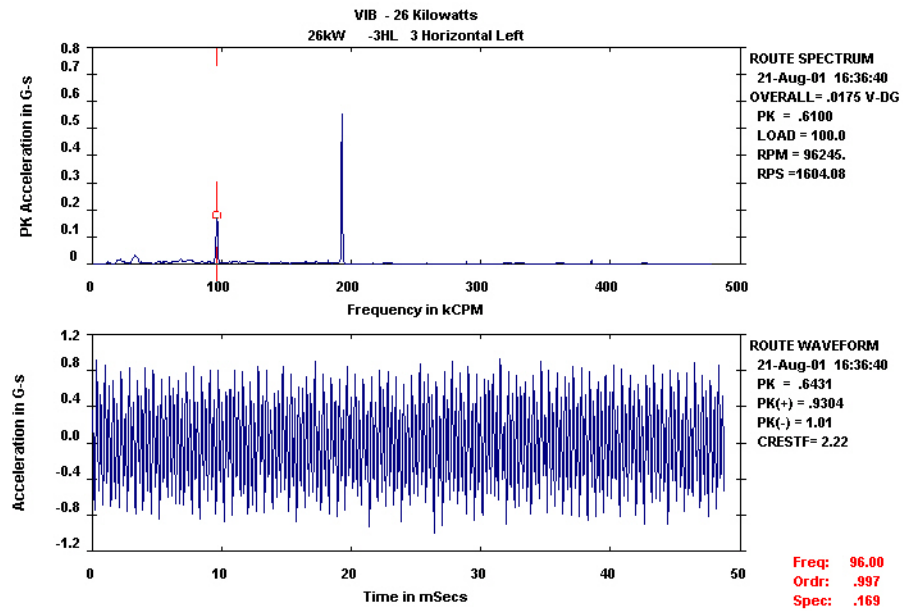 VIB - 26 Kilowatts
26kW -3HL 3 Horizontal Left
PK Acceleration in G-s
0.8
0.7
0.6
0.5
0.4
0.3
0.2
0.1
0
0 100 200 300 400 500
Frequency in kCPM
ROUTE SPECTRUM
21-Aug-01 16:36:40
OVERALL= .0175 V-DG
PK = .6100
LOAD = 100.0
RPM = 96245.
RPS =1604.08
Acceleration in G-s
1.2
0.8
0.4
0.0
-0.4
-0.8
-1.2
0 10 20 30 40 50
Time in mSecs
ROUTE WAVEFORM
21-Aug-01 16:36:40
PK = .6431
PK(+) = .9304
PK(-) = 1.01
CRESTF= 2.22
Freq: 96.00
Ordr: .997
Spec: .169